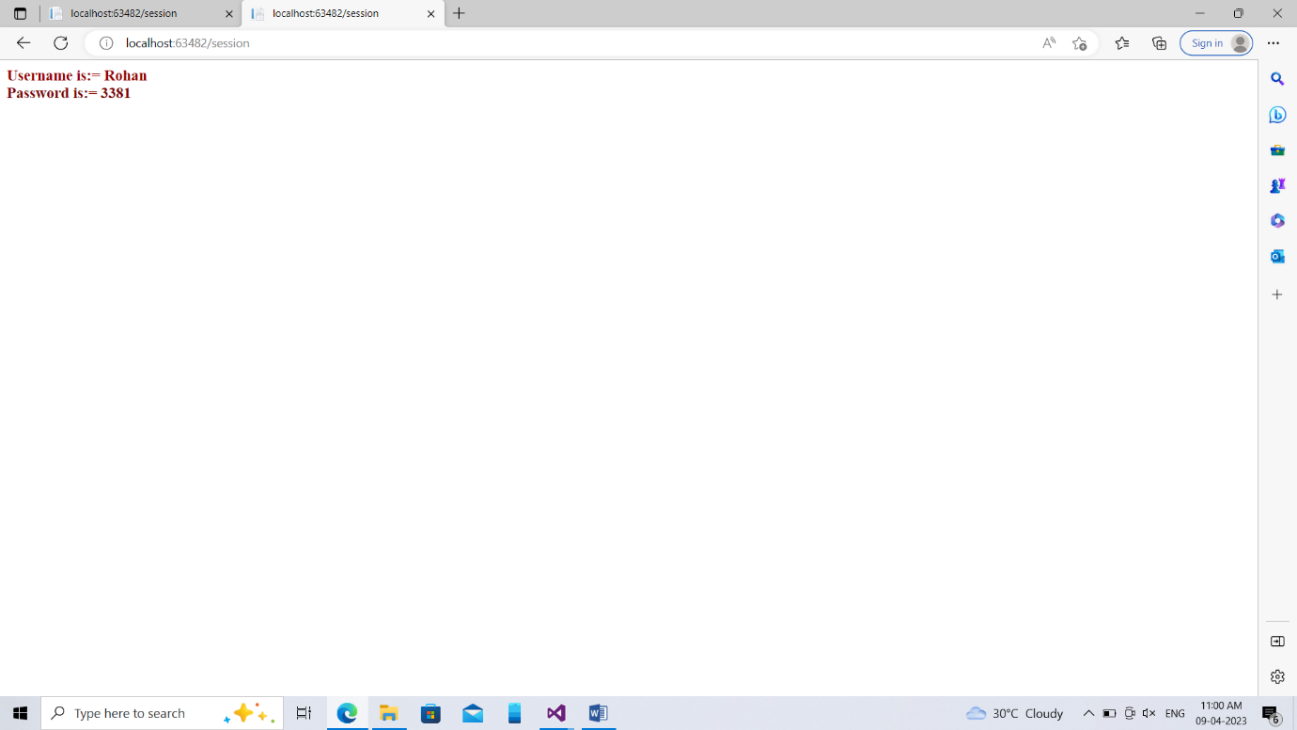 localhost:63482/session
localhost:63482/session
localhost:63482/session
Sign in
Username is:= Rohan
Password is:= 3381
Type here to search
30°C Cloudy
ENG
11:00 AM
09-04-2023
6